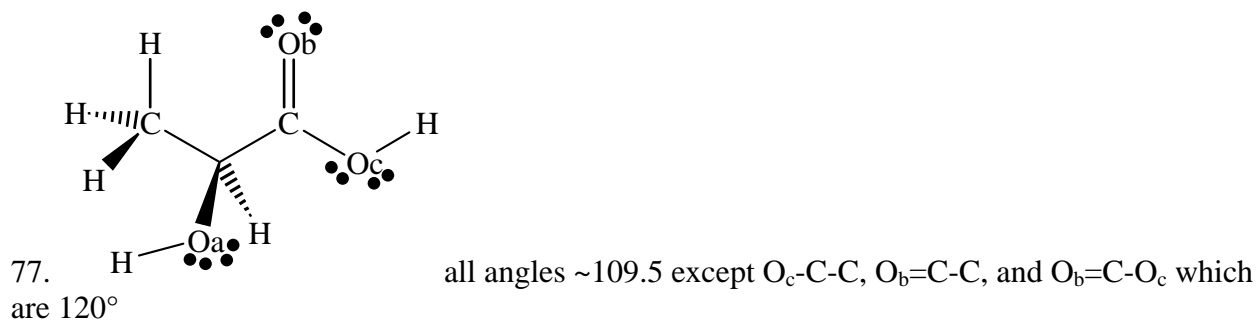 Ob
H
H
C
C
H
H
Oc
H
H
Oa
H
77. all angles ~109.5 except Oc-C-C, Ob=C-C, and Ob=C-Oc which
are 120°